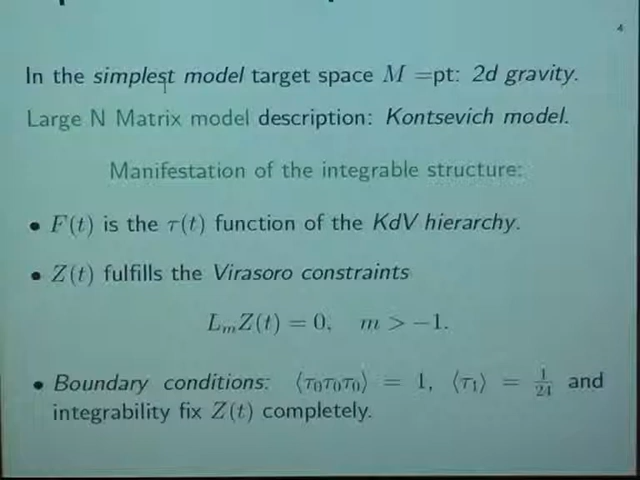 4
In the simplest model target space M =pt: 2d gravity.
Large N Matrix model description: Kontsevich model.
Manifestation of the integrable structure:
• F(t) is the τ(t) function of the KdV hierarchy.
• Z(t) fulfills the Virasoro constraints
L_m Z(t) = 0, m > −1.
• Boundary conditions: ⟨τ₀τ₀τ₀⟩ = 1, ⟨τ₁⟩ = 1/24 and
integrability fix Z(t) completely.